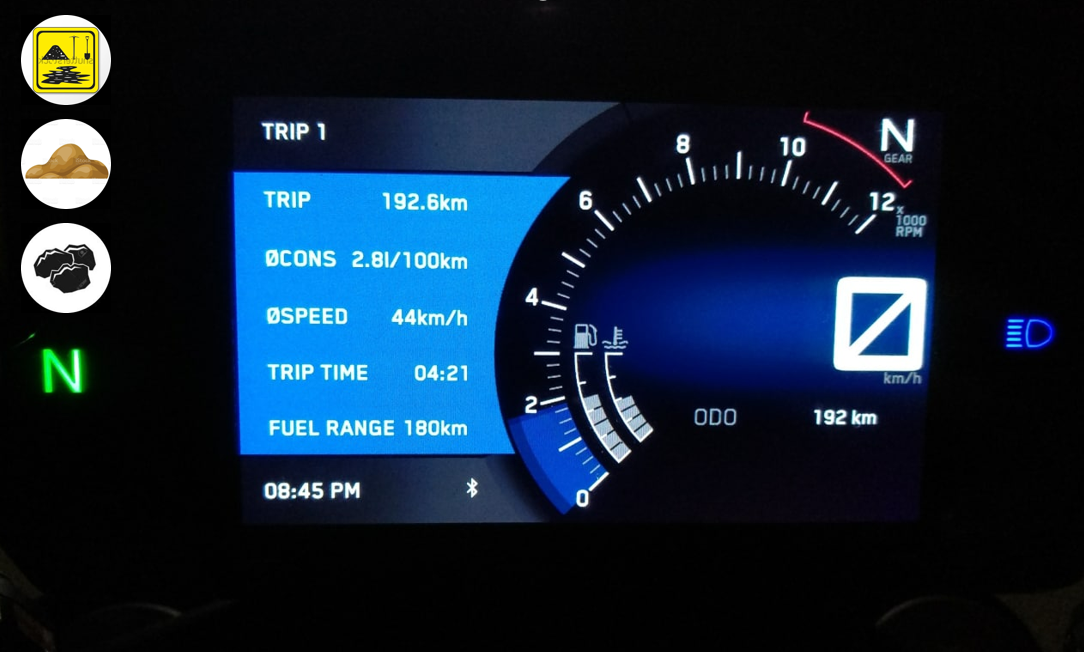 TRIP 1
TRIP 192.6km
ØCONS 2.8l/100km
ØSPEED 44km/h
TRIP TIME 04:21
FUEL RANGE 180km
08:45 PM
0
2
4
6
8
10
12
x
1000
RPM
N
GEAR
0
km/h
ODO 192 km
N